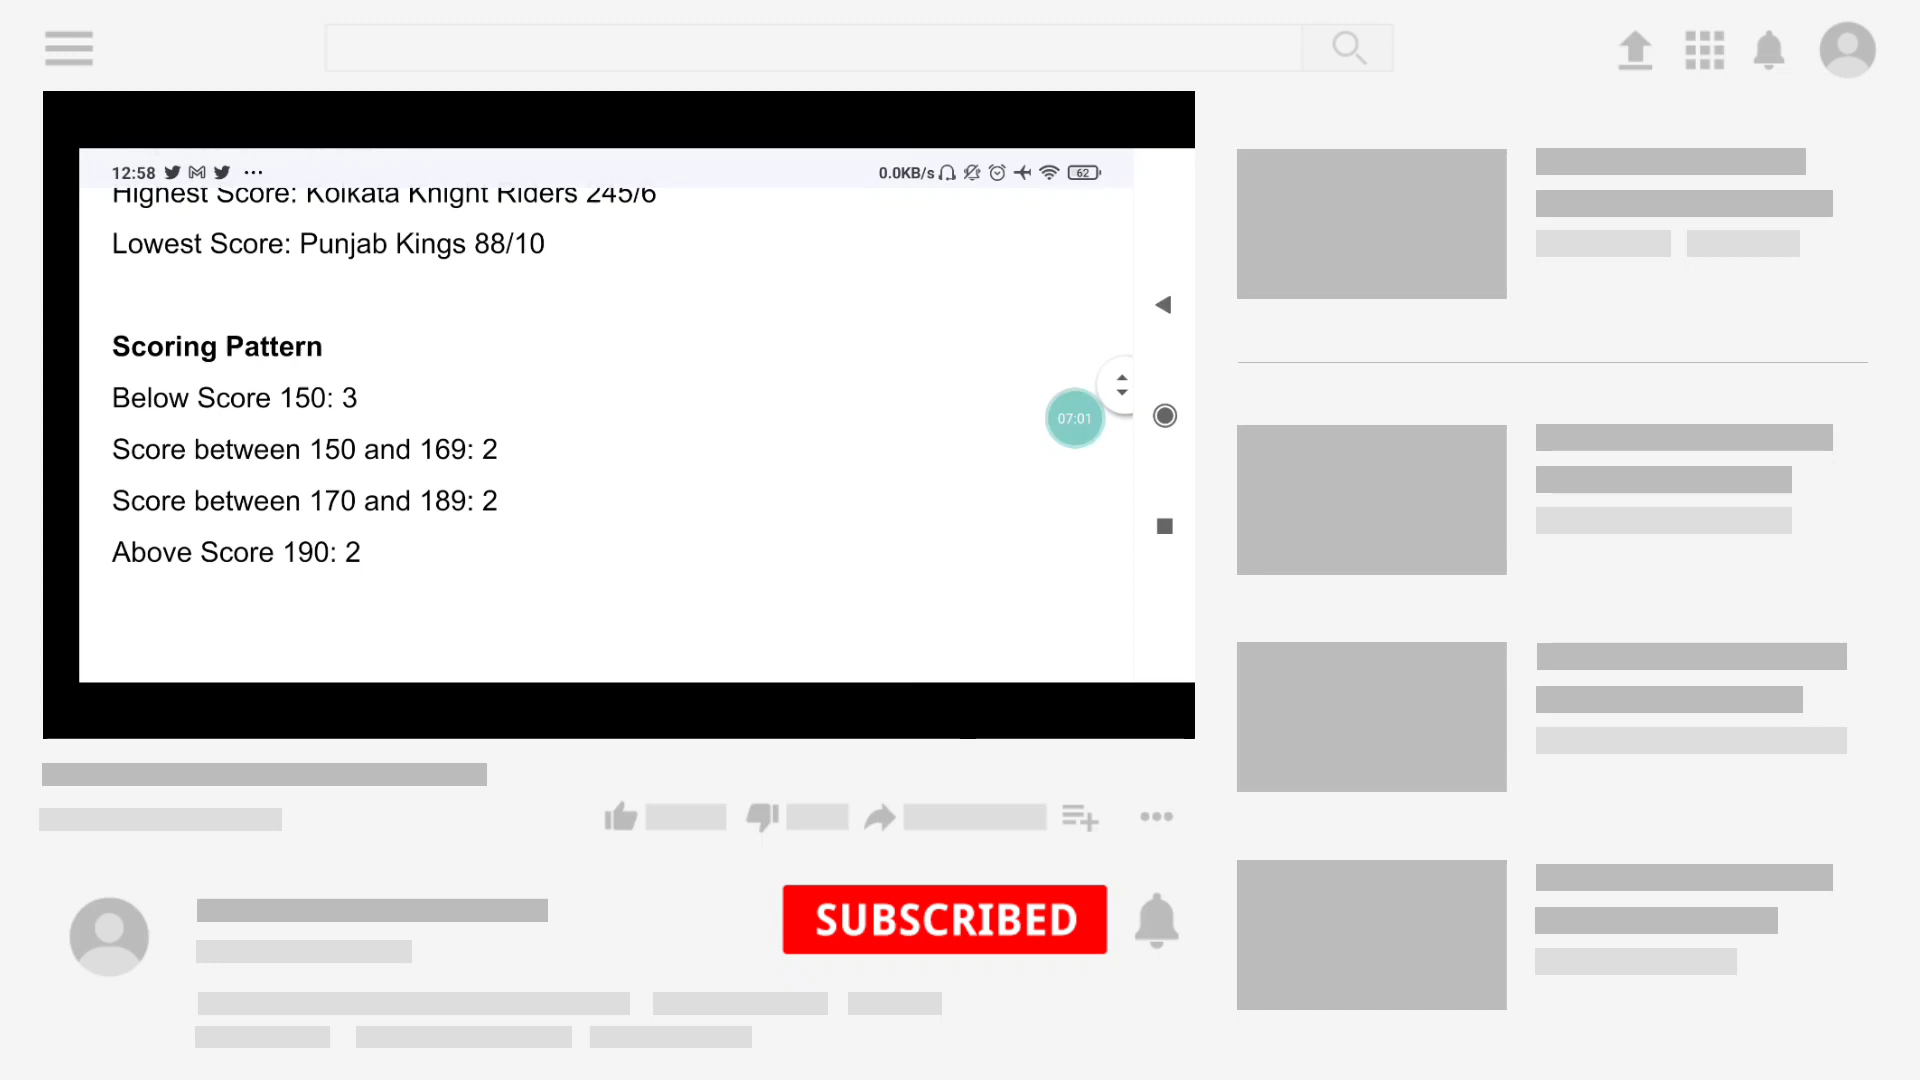 12:58
0.0KB/s
62
Highest Score: Kolkata Knight Riders 245/6
Lowest Score: Punjab Kings 88/10
Scoring Pattern
Below Score 150: 3
07:01
Score between 150 and 169: 2
Score between 170 and 189: 2
Above Score 190: 2
SUBSCRIBED